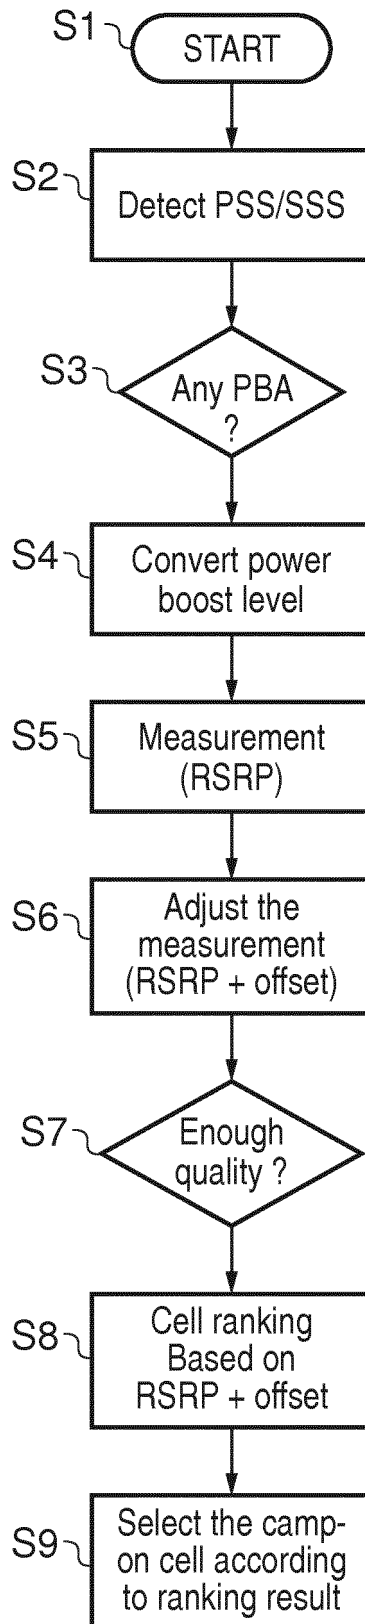 S1
START
S2
Detect PSS/SSS
S3
Any PBA
?
S4
Convert power
boost level
S5
Measurement
(RSRP)
S6
Adjust the
measurement
(RSRP + offset)
S7
Enough
quality ?
S8
Cell ranking
Based on
RSRP + offset
S9
Select the camp-
on cell according
to ranking result